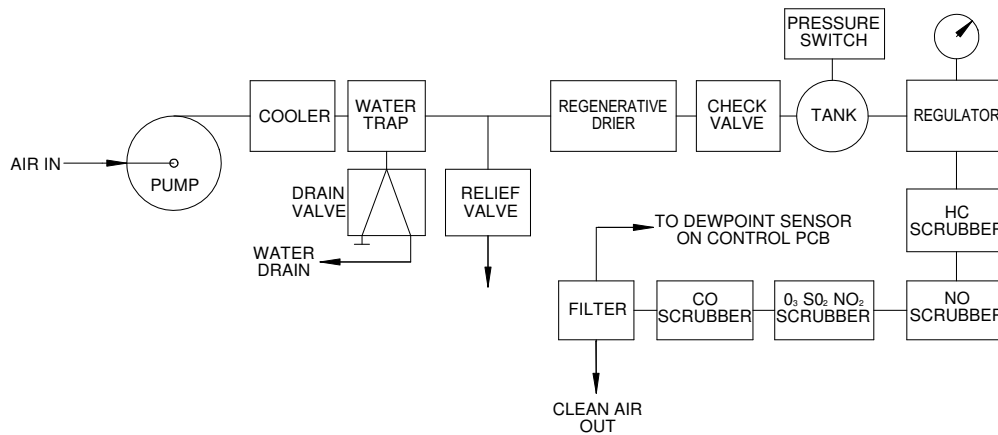 PRESSURE
SWITCH
COOLER
WATER
TRAP
REGENERATIVE
DRIER
CHECK
VALVE
TANK
REGULATOR
AIR IN
PUMP
DRAIN
VALVE
RELIEF
VALVE
WATER
DRAIN
TO DEWPOINT SENSOR
ON CONTROL PCB
HC
SCRUBBER
FILTER
CO
SCRUBBER
0₃ S0₂ NO₂
SCRUBBER
NO
SCRUBBER
CLEAN AIR
OUT